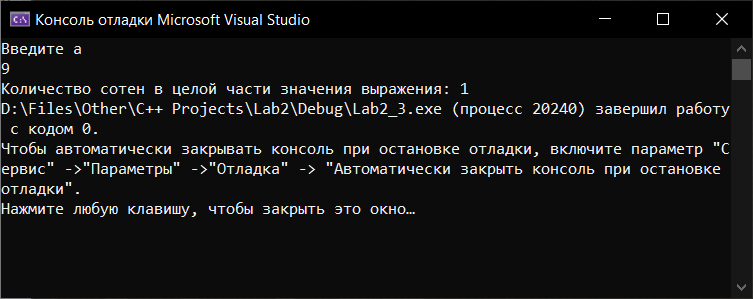 Консоль отладки Microsoft Visual Studio
Введите a
9
Количество сотен в целой части значения выражения: 1
D:\Files\Other\C++ Projects\Lab2\Debug\Lab2_3.exe (процесс 20240) завершил работу
с кодом 0.
Чтобы автоматически закрывать консоль при остановке отладки, включите параметр "С
ервис" ->"Параметры" ->"Отладка" -> "Автоматически закрыть консоль при остановке
отладки".
Нажмите любую клавишу, чтобы закрыть это окно…